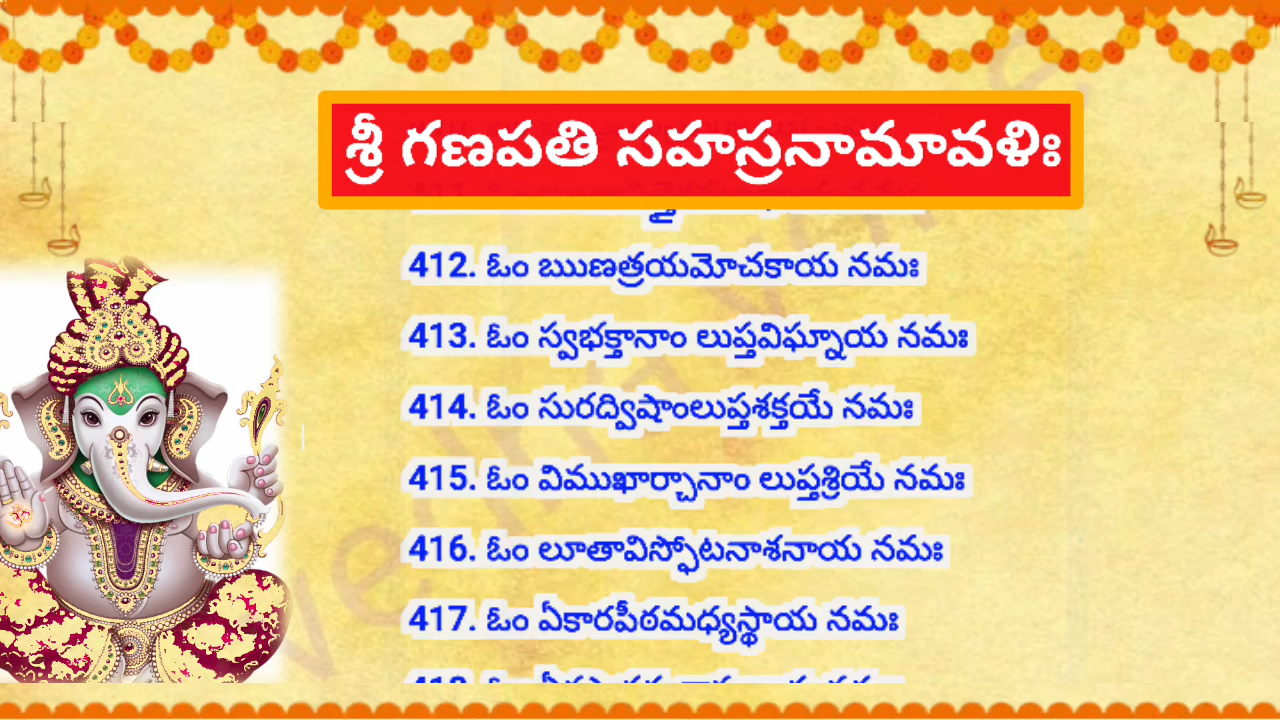 శ్రీ గణపతి సహస్రనామావళిః
412. ఓం ఋణత్రయమోచకాయ నమః
413. ఓం స్వభక్తానాం లుప్తవిఘ్నాయ నమః
414. ఓం సురద్విషాంలుప్తశక్తయే నమః
415. ఓం విముఖార్చానాం లుప్తశ్రియే నమః
416. ఓం లూతావిస్ఫోటనాశనాయ నమః
417. ఓం ఏకారపీఠమధ్యస్థాయ నమః